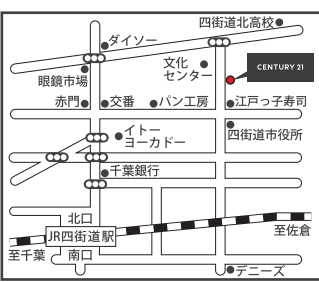 四街道北高校
ダイソー
文化
センター
CENTURY 21
眼鏡市場
赤門
交番
パン工房
江戸っ子寿司
イトー
ヨーカドー
四街道市役所
千葉銀行
北口
JR四街道駅
至佐倉
至千葉
南口
デニーズ